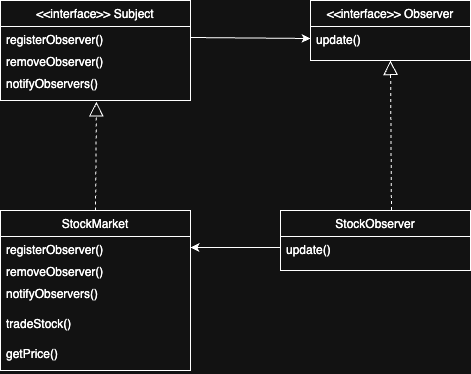 <<interface>> Subject
registerObserver()
removeObserver()
notifyObservers()
<<interface>> Observer
update()
StockMarket
registerObserver()
removeObserver()
notifyObservers()
tradeStock()
getPrice()
StockObserver
update()